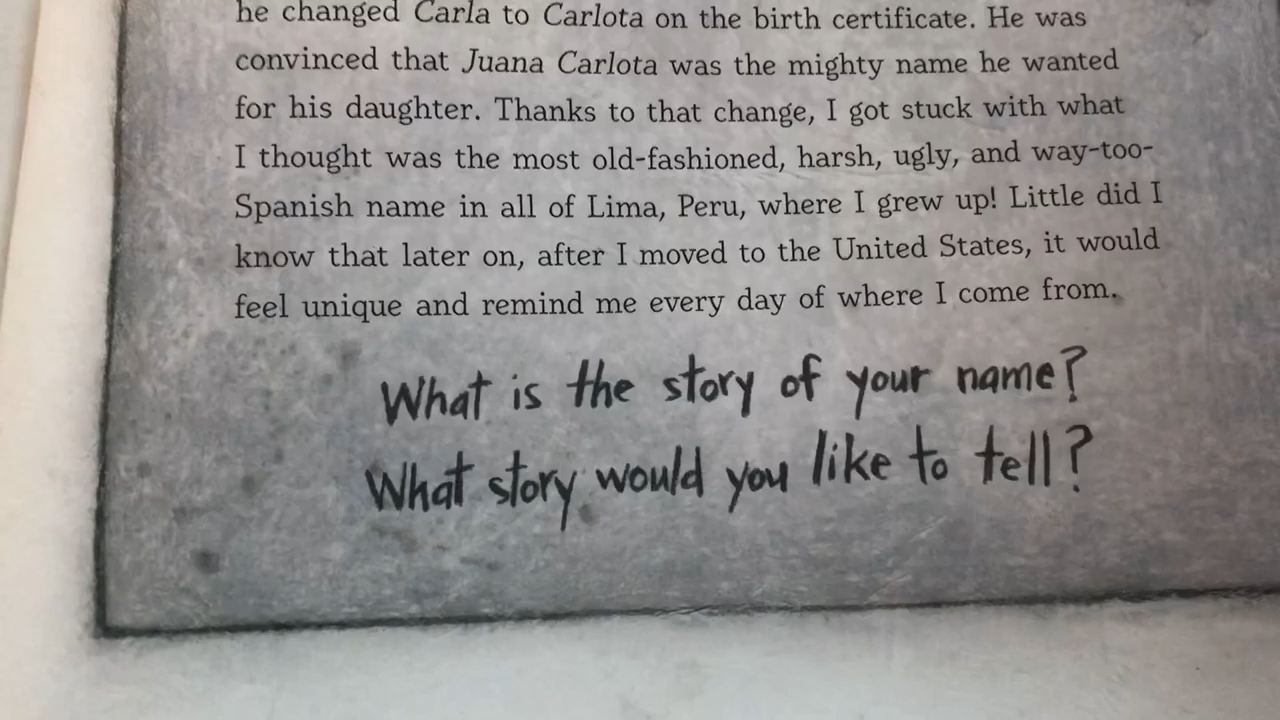 he changed Carla to Carlota on the birth certificate. He was
convinced that Juana Carlota was the mighty name he wanted
for his daughter. Thanks to that change, I got stuck with what
I thought was the most old-fashioned, harsh, ugly, and way-too-
Spanish name in all of Lima, Peru, where I grew up! Little did I
know that later on, after I moved to the United States, it would
feel unique and remind me every day of where I come from.
What is the story of your name?
What story would you like to tell?